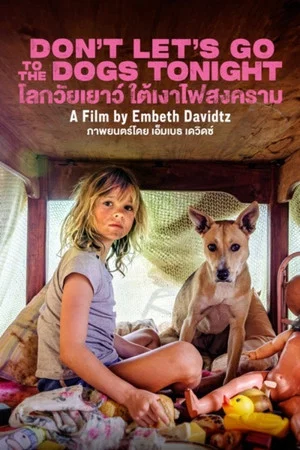 DON'T LET'S GO
TO THE DOGS TONIGHT
โลกวัยเยาว์ ใต้เงาไฟสงคราม
A Film by Embeth Davidtz
ภาพยนตร์โดย เอ็มเบธ เดวิดซ์